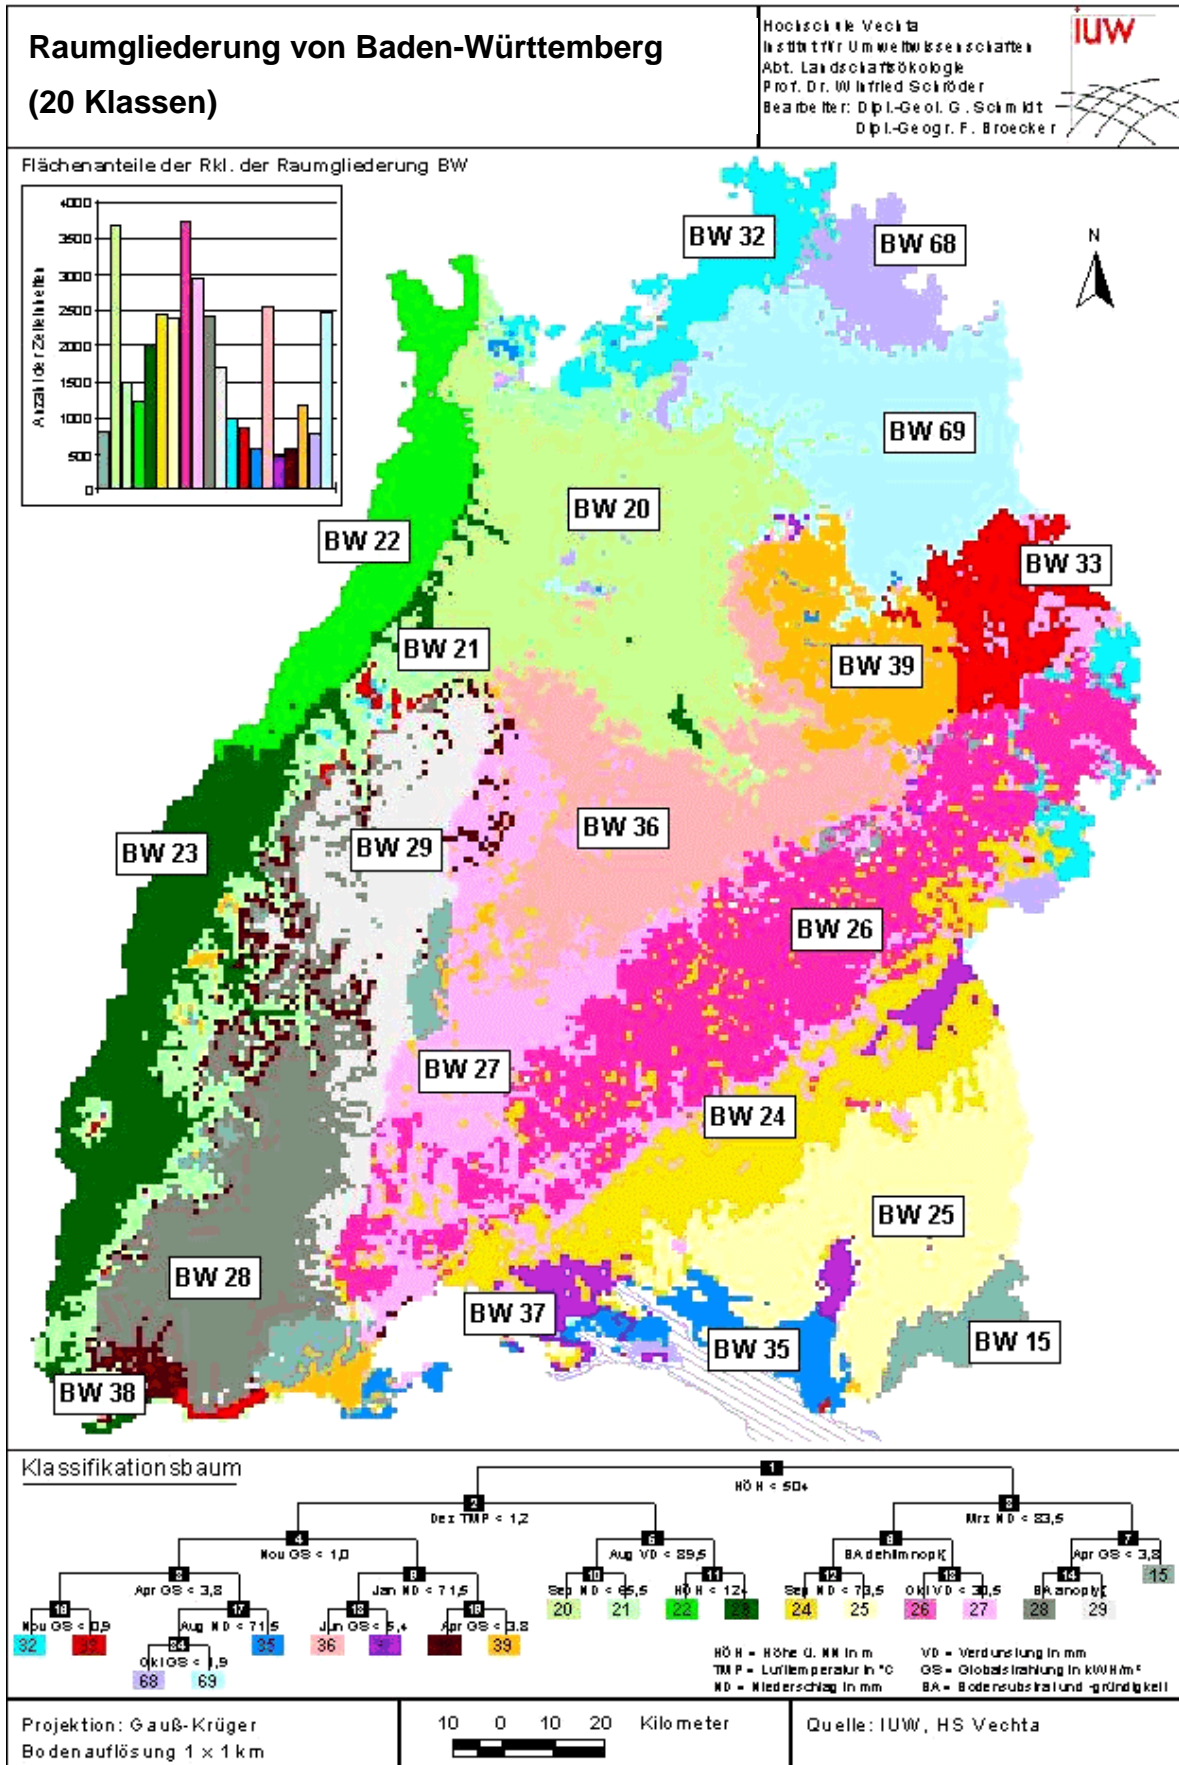 Raumgliederung von Baden-Württemberg
(20 Klassen)
Hochschule Vechta
Institut für Umweltwissenschaften
Abt. Landschaftsökologie
Prof. Dr. Winfried Schröder
Bearbeiter: Dipl.-Geol. G. Schmidt
Dipl.-Geogr. F. Broecker
iuw
Flächenanteile der Rkl. der Raumgliederung BW
Anzahl der Zelleinheiten
4000
3500
3000
2500
2000
1500
1000
500
0
N
BW 32
BW 68
BW 69
BW 20
BW 22
BW 33
BW 21
BW 39
BW 36
BW 29
BW 23
BW 26
BW 27
BW 24
BW 25
BW 28
BW 37
BW 35
BW 15
BW 38
Klassifikationsbaum
1
HÖH < 504
2
Dez TMP < 1,2
3
Mrz ND < 83,5
4
Nov GS < 1,0
5
Aug VD < 89,5
6
BA dehilmnop
7
Apr GS < 3,8
15
8
Apr GS < 3,8
9
Jan ND < 71,5
10
Sep ND < 65,5
11
HÖH < 124
12
Sep ND < 73,5
13
Okt VD < 30,5
14
BA anoply
16
Nov GS < 0,9
17
Aug ND < 71,5
18
Jun GS < 5,4
19
Apr GS < 3,8
20
21
22
23
24
25
26
27
28
29
32
33
34
Okt GS < 1,9
35
36
37
38
39
68
69
HÖH = Höhe ü. NN in m
TMP = Lufttemperatur in °C
ND = Niederschlag in mm
VD = Verdunstung in mm
GS = Globalstrahlung in kWH/m²
BA = Bodensubstrat und -gründigkeit
Projektion: Gauß-Krüger
Bodenauflösung 1 x 1 km
10 0 10 20 Kilometer
Quelle: IUW, HS Vechta